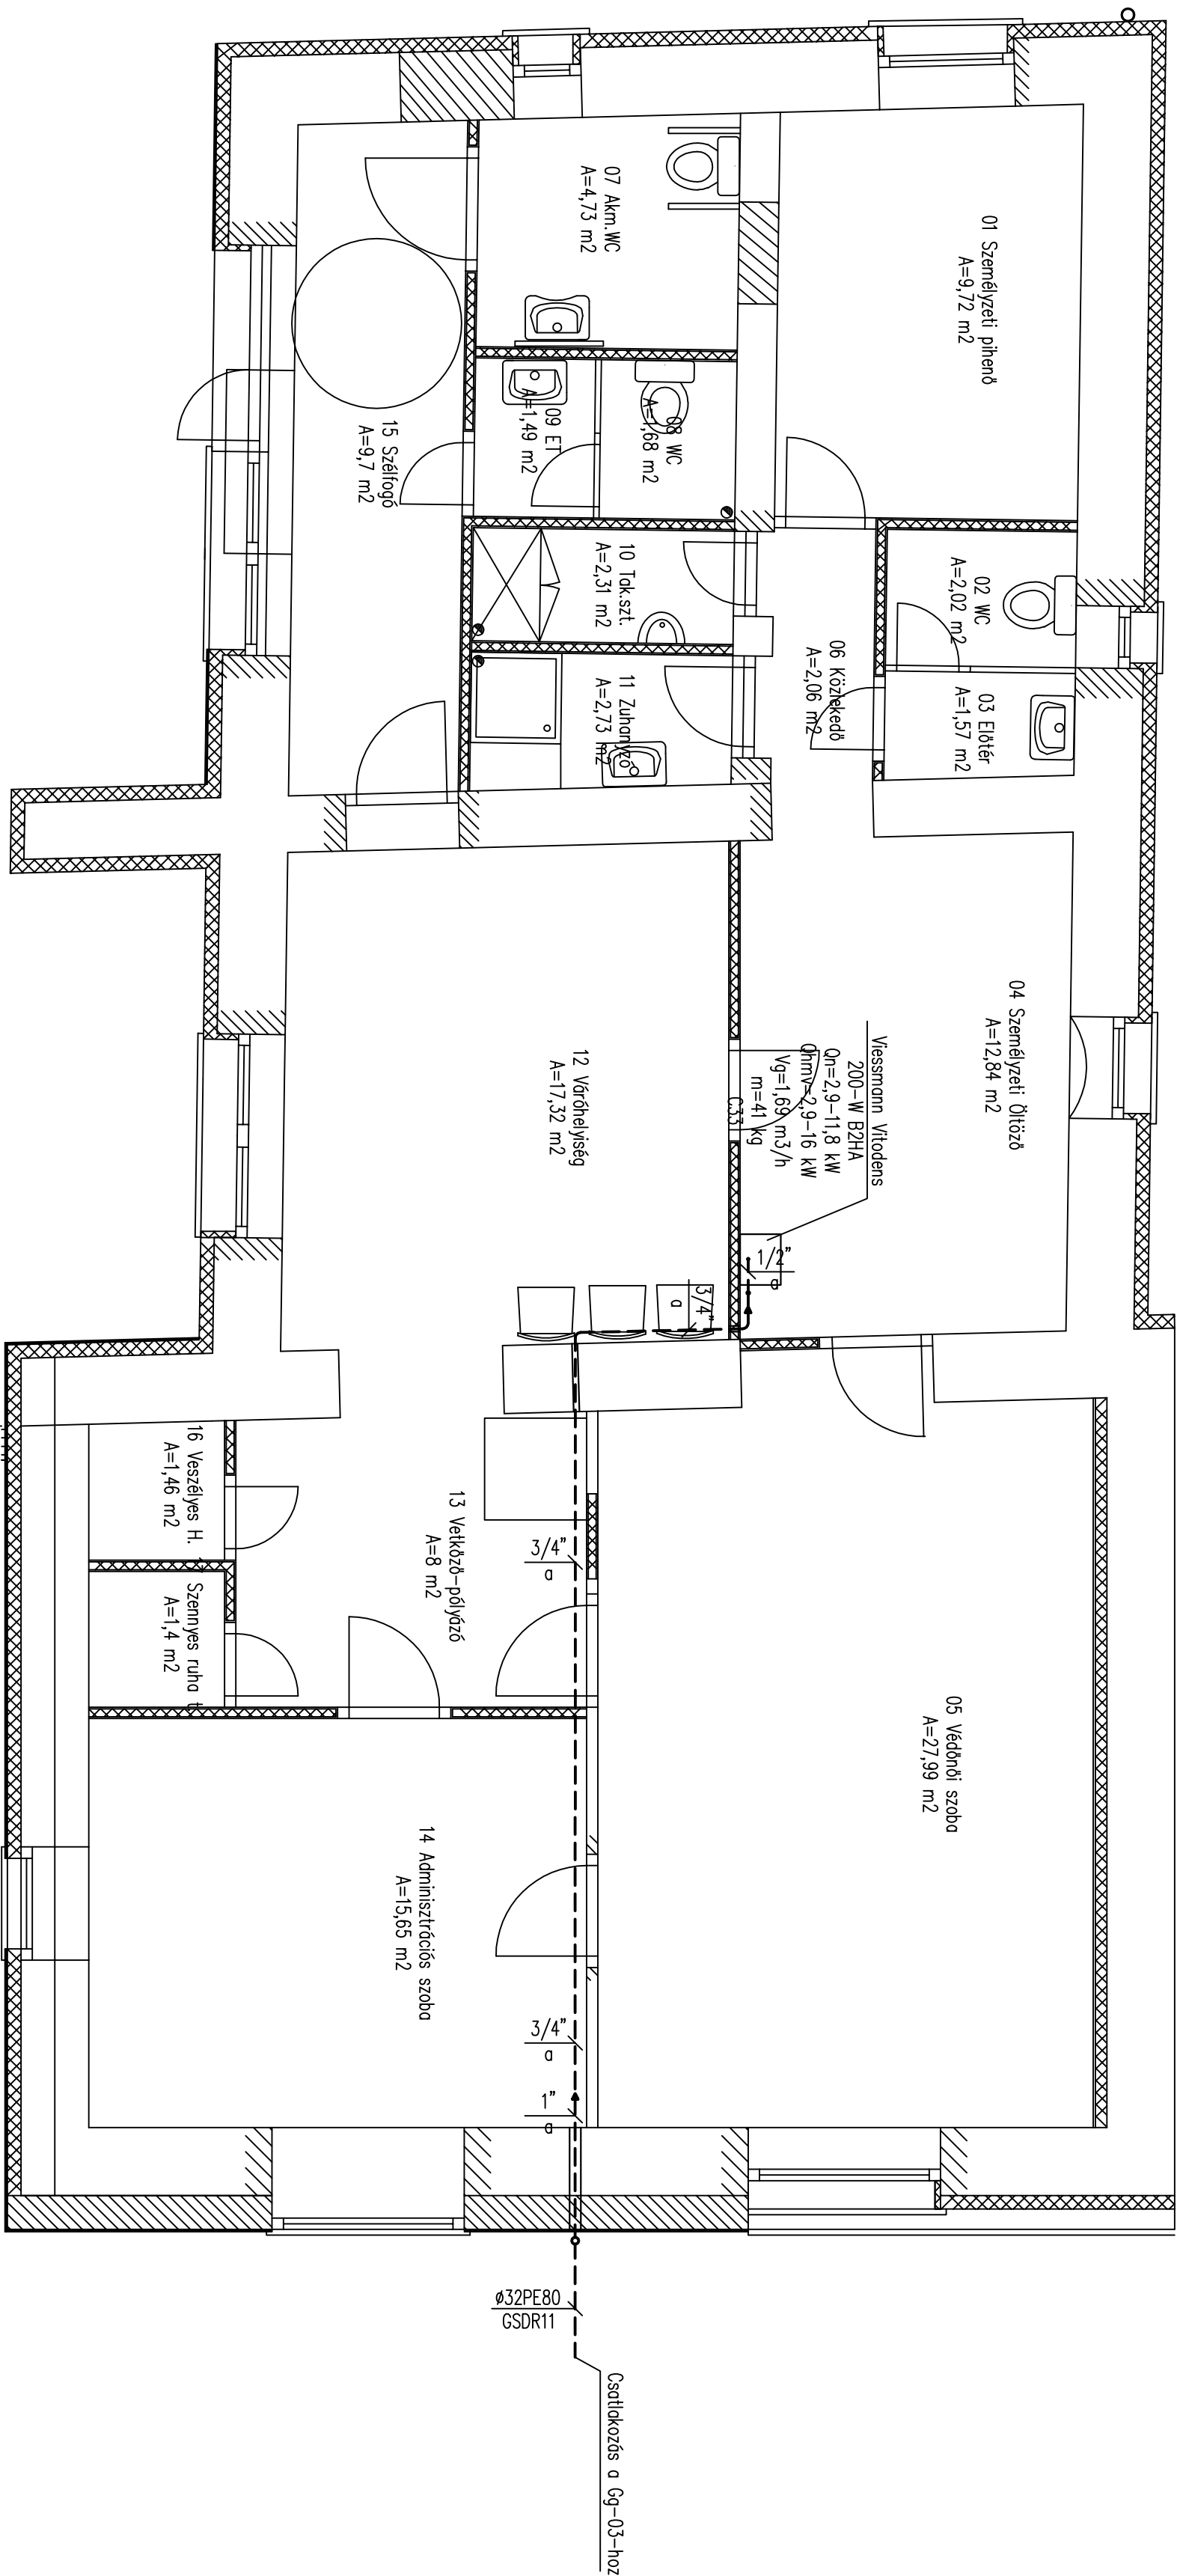 01 Személyzeti pihenő
A=9,72 m2
02 WC
A=2,02 m2
03 Előtér
A=1,57 m2
04 Személyzeti Öltöző
A=12,84 m2
05 Védőnői szoba
A=27,99 m2
06 Közlekedő
A=2,06 m2
07 Akm.WC
A=4,73 m2
08 WC
A=1,68 m2
09 ET
A=1,49 m2
10 Tak.szt.
A=2,31 m2
11 Zuhanyzó
A=2,73 m2
Viessmann Vitodens
200-W B2HA
Qn=2,9-11,8 kW
Qhmv=2,9-16 kW
Vg=1,69 m3/h
m=41 kg
C33
1/2"
a
3/4"
a
12 Váróhelyiség
A=17,32 m2
13 Vetkőző-pólyázó
A=8 m2
3/4"
a
14 Adminisztrációs szoba
A=15,65 m2
3/4"
a
1"
a
15 Szélfogó
A=9,7 m2
16 Veszélyes H.
A=1,46 m2
Szennyes ruha t
A=1,4 m2
ø32PE80
GSDR11
Csatlakozás a Gg-03-hoz